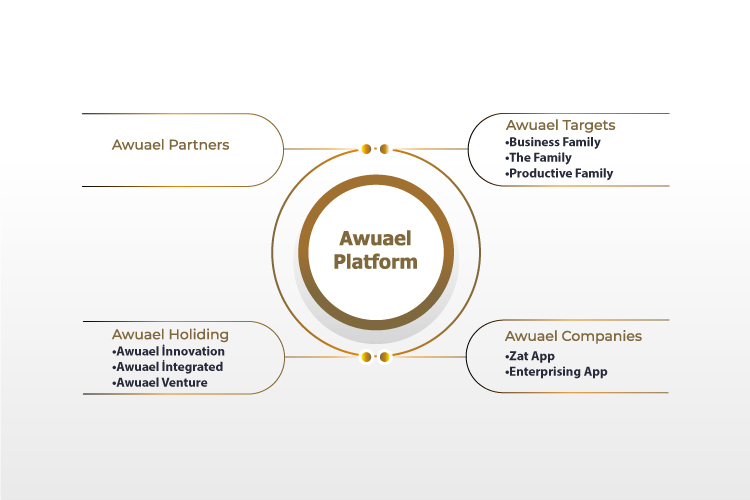 Awuael Partners
Awuael Targets
•Business Family
•The Family
•Productive Family
Awuael
Platform
Awuael Holiding
•Awuael İnnovation
•Awuael İntegrated
•Awuael Venture
Awuael Companies
•Zat App
•Enterprising App